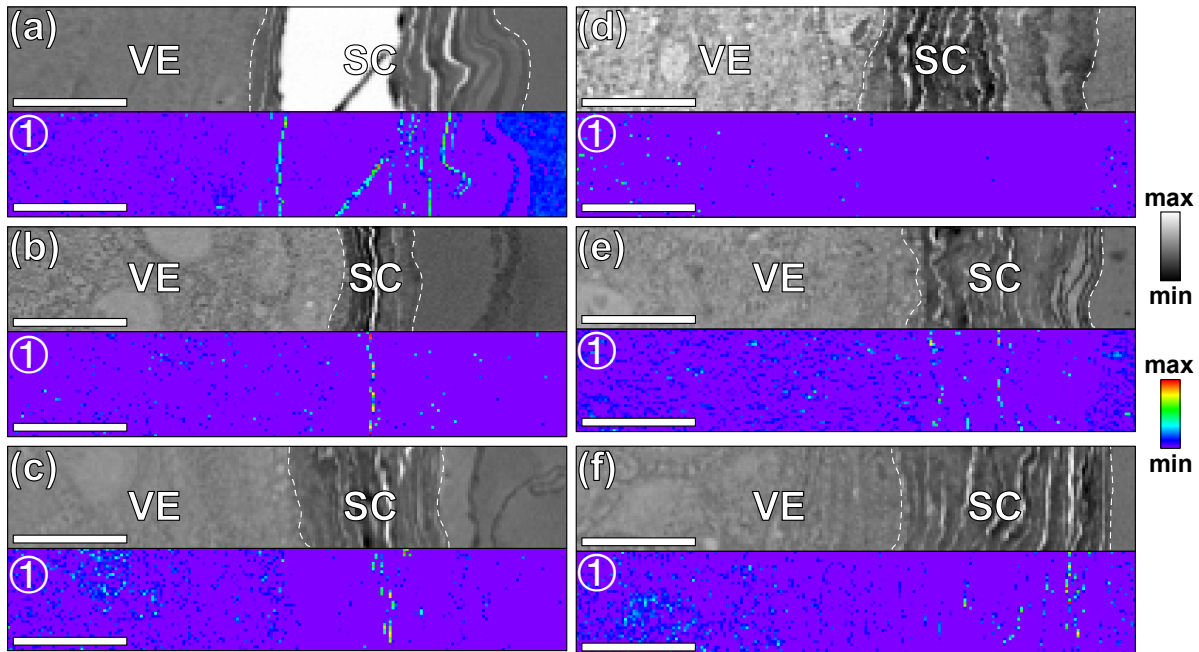 (a) VE SC
①
(b) VE SC
①
(c) VE SC
①
(d) VE SC
①
(e) VE SC
①
(f) VE SC
①
max
min
max
min